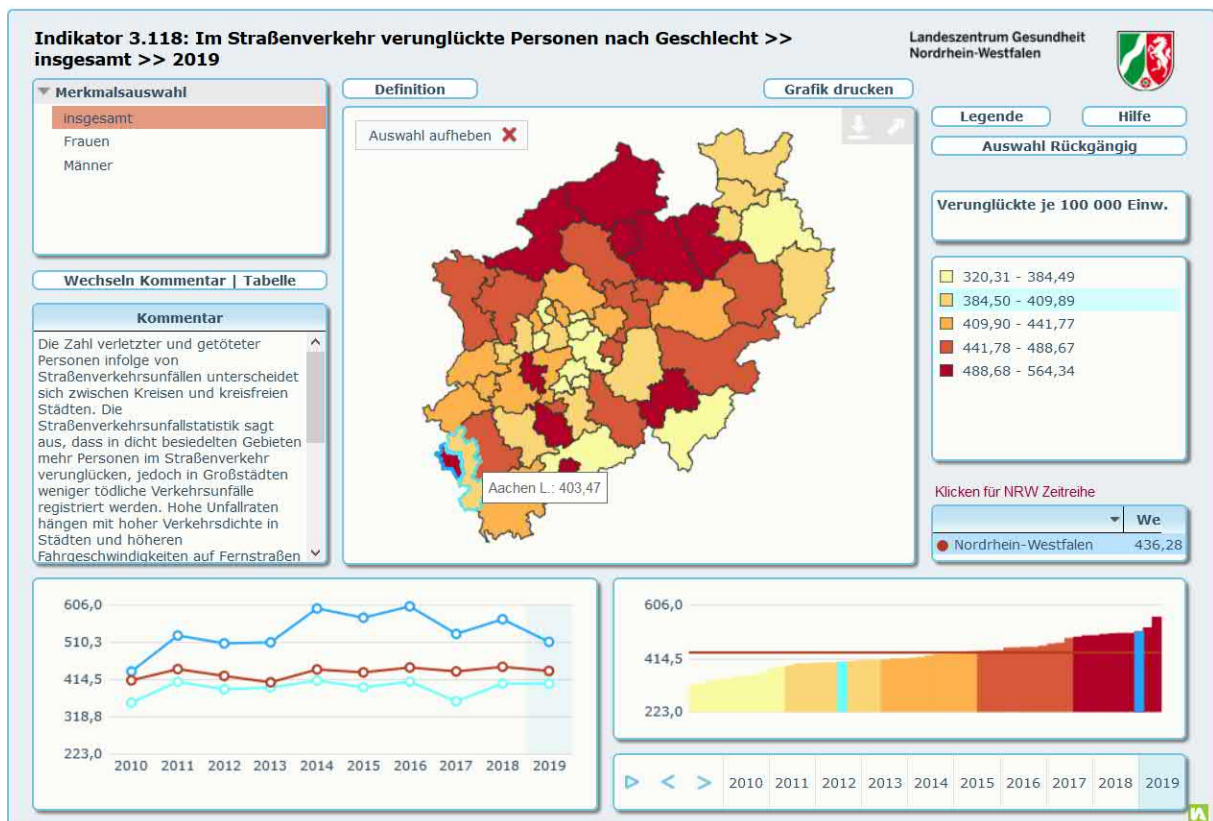 Indikator 3.118: Im Straßenverkehr verunglückte Personen nach Geschlecht >>
insgesamt >> 2019
Landeszentrum Gesundheit
Nordrhein-Westfalen
Merkmalsauswahl
insgesamt
Frauen
Männer
Wechseln Kommentar | Tabelle
Kommentar
Die Zahl verletzter und getöteter
Personen infolge von
Straßenverkehrsunfällen unterscheidet
sich zwischen Kreisen und kreisfreien
Städten. Die
Straßenverkehrsunfallstatistik sagt
aus, dass in dicht besiedelten Gebieten
mehr Personen im Straßenverkehr
verunglücken, jedoch in Großstädten
weniger tödliche Verkehrsunfälle
registriert werden. Hohe Unfallraten
hängen mit hoher Verkehrsdichte in
Städten und höheren
Fahrgeschwindigkeiten auf Fernstraßen
Definition
Grafik drucken
Auswahl aufheben
Aachen L.: 403,47
Legende
Hilfe
Auswahl Rückgängig
Verunglückte je 100 000 Einw.
320,31 - 384,49
384,50 - 409,89
409,90 - 441,77
441,78 - 488,67
488,68 - 564,34
Klicken für NRW Zeitreihe
We
Nordrhein-Westfalen 436,28
606,0
510,3
414,5
318,8
223,0
2010 2011 2012 2013 2014 2015 2016 2017 2018 2019
606,0
414,5
223,0
2010 2011 2012 2013 2014 2015 2016 2017 2018 2019